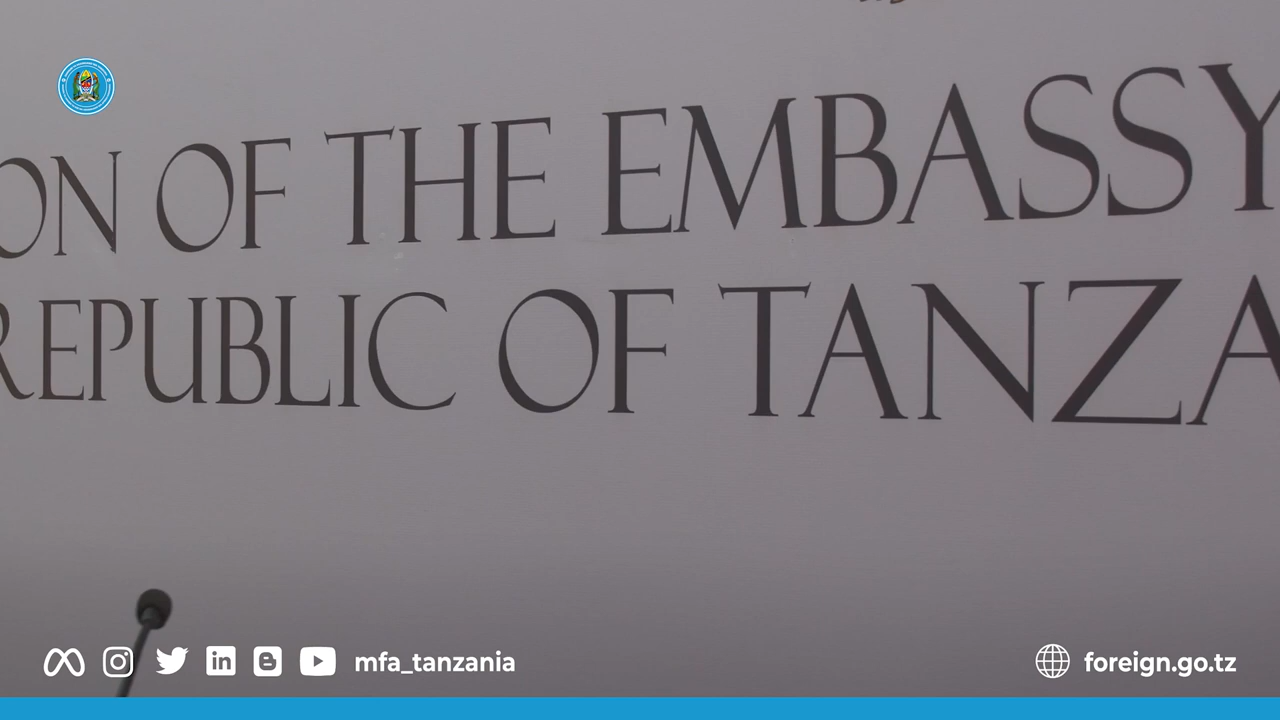 ON OF THE EMBASSY
REPUBLIC OF TANZA
mfa_tanzania
foreign.go.tz